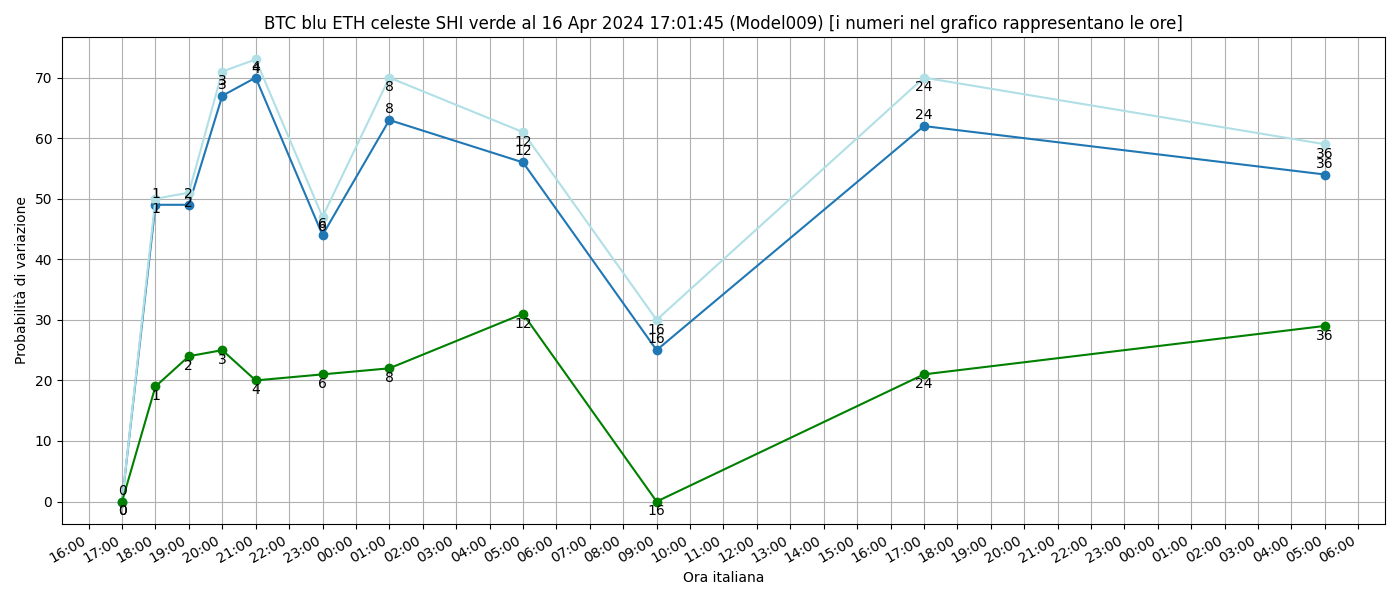 BTC blu ETH celeste SHI verde al 16 Apr 2024 17:01:45 (Model009) [i numeri nel grafico rappresentano le ore]
Probabilità di variazione
70
60
50
40
30
20
10
0
0 1 2 3 4 6 8 12 16 24 36
0 1 2 3 4 6 8 12 16 24 36
0 1 2 3 4 6 8 12 16 24 36
16:00 17:00 18:00 19:00 20:00 21:00 22:00 23:00 00:00 01:00 02:00 03:00 04:00 05:00 06:00 07:00 08:00 09:00 10:00 11:00 12:00 13:00 14:00 15:00 16:00 17:00 18:00 19:00 20:00 21:00 22:00 23:00 00:00 01:00 02:00 03:00 04:00 05:00 06:00
Ora italiana